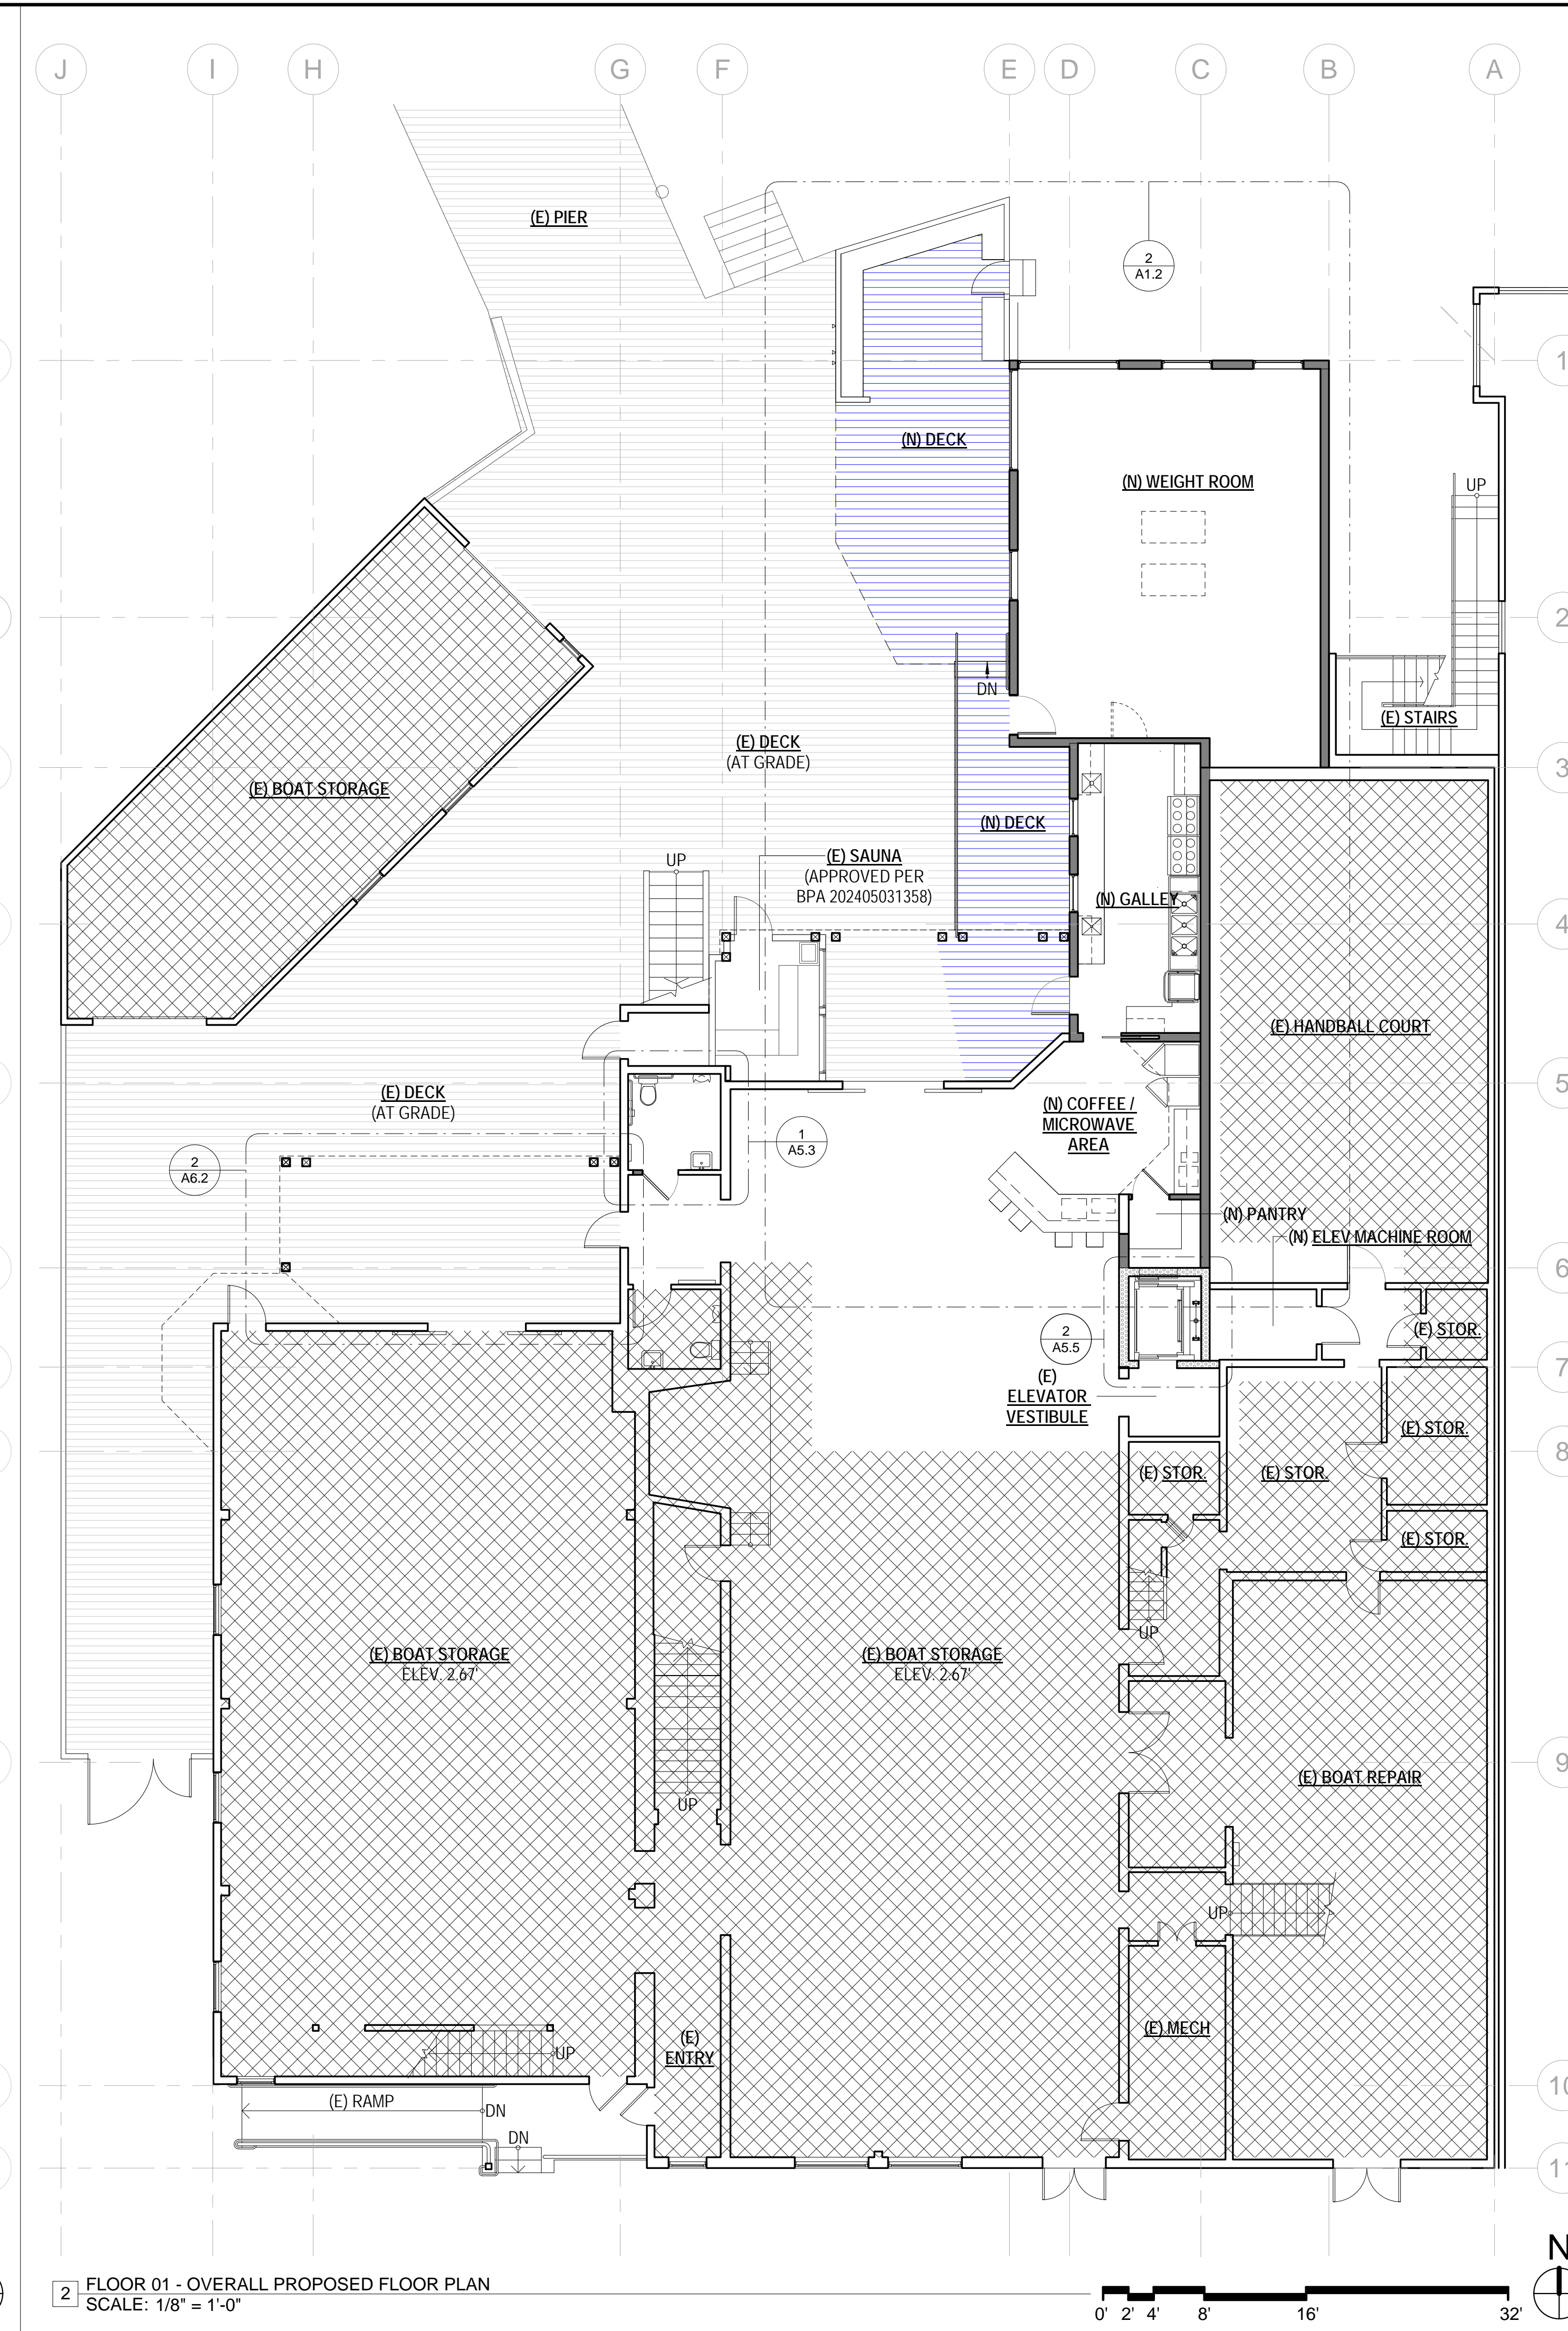 J I H G F E D C B A
(E) PIER
2
A1.2
1
(N) DECK
(N) WEIGHT ROOM
UP
2
DN
(E) STAIRS
(E) DECK
(AT GRADE)
3
(E) BOAT STORAGE
(N) DECK
(E) SAUNA
(APPROVED PER
BPA 202405031358)
UP
(N) GALLEY
4
(E) HANDBALL COURT
5
(E) DECK
(AT GRADE)
(N) COFFEE /
MICROWAVE
AREA
1
A5.3
2
A6.2
(N) PANTRY
(N) ELEV MACHINE ROOM
6
2
A5.5
(E) STOR.
7
(E)
ELEVATOR
VESTIBULE
(E) STOR.
8
(E) STOR.
(E) STOR.
(E) STOR.
UP
(E) BOAT STORAGE
ELEV. 2.67'
(E) BOAT STORAGE
ELEV. 2.67'
9
(E) BOAT REPAIR
UP
UP
(E) MECH
(E)
ENTRY
UP
10
(E) RAMP
DN
DN
11
N
2
FLOOR 01 - OVERALL PROPOSED FLOOR PLAN
SCALE: 1/8" = 1'-0"
0' 2' 4' 8' 16' 32'